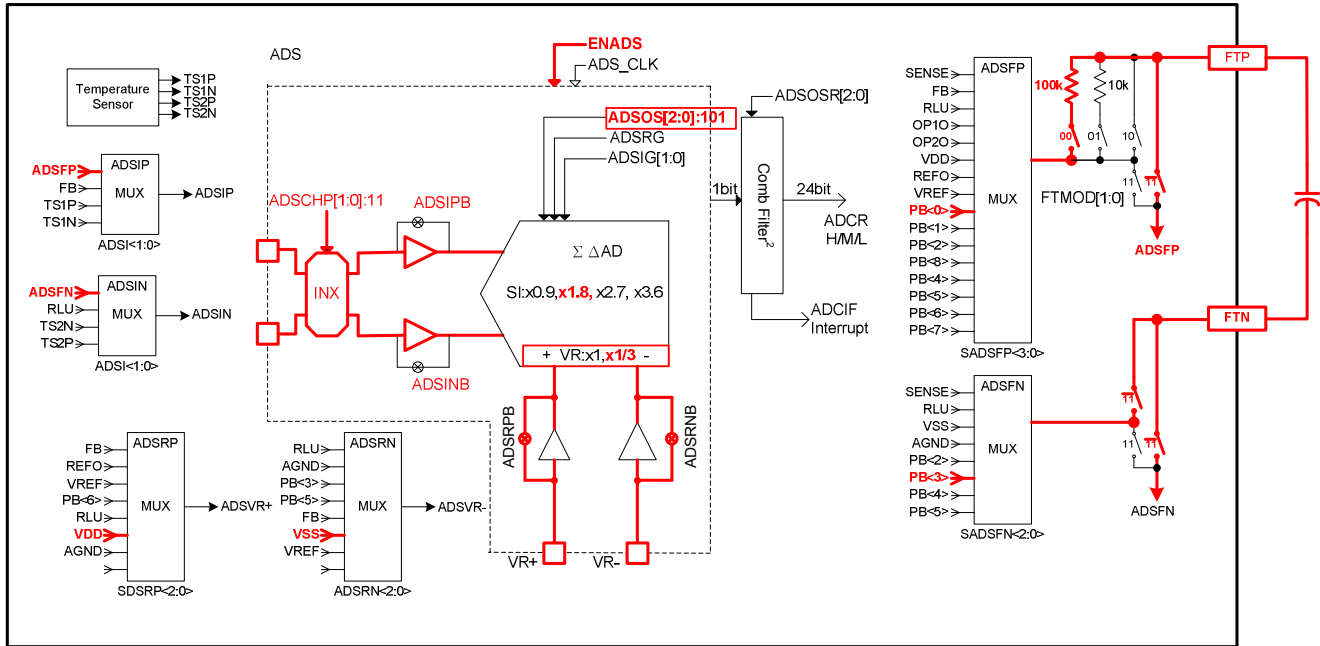 ADS
ENADS
ADS_CLK
Temperature
Sensor
TS1P
TS1N
TS2P
TS2N
ADSOS[2:0]:101
ADSRG
ADSIG[1:0]
ADSOSR[2:0]
ADSFP
FB
TS1P
TS1N
ADSIP
MUX
ADSIP
ADSI<1:0>
ADSFN
RLU
TS2N
TS2P
ADSIN
MUX
ADSIN
ADSI<1:0>
ADSCHP[1:0]:11
INX
ADSIPB
ADSINB
Σ ΔAD
SI:x0.9,x1.8, x2.7, x3.6
+ VR:x1,x1/3 -
1bit
Comb Filter²
24bit
ADCR
H/M/L
ADCIF
Interrupt
ADSRPB
ADSRNB
VR+
VR-
FB
REFO
VREF
PB<6>
RLU
VDD
AGND
ADSRP
MUX
ADSVR+
SDSRP<2:0>
RLU
AGND
PB<3>
PB<5>
FB
VSS
VREF
ADSRN
MUX
ADSVR-
ADSRN<2:0>
SENSE
FB
RLU
OP1O
OP2O
VDD
REFO
VREF
PB<0>
PB<1>
PB<2>
PB<8>
PB<4>
PB<5>
PB<6>
PB<7>
ADSFP
MUX
SADSFP<3:0>
100k
10k
00
01
10
11
11
FTMOD[1:0]
ADSFP
FTP
FTN
SENSE
RLU
VSS
AGND
PB<2>
PB<3>
PB<4>
PB<5>
ADSFN
MUX
SADSFN<2:0>
11
11
11
ADSFN